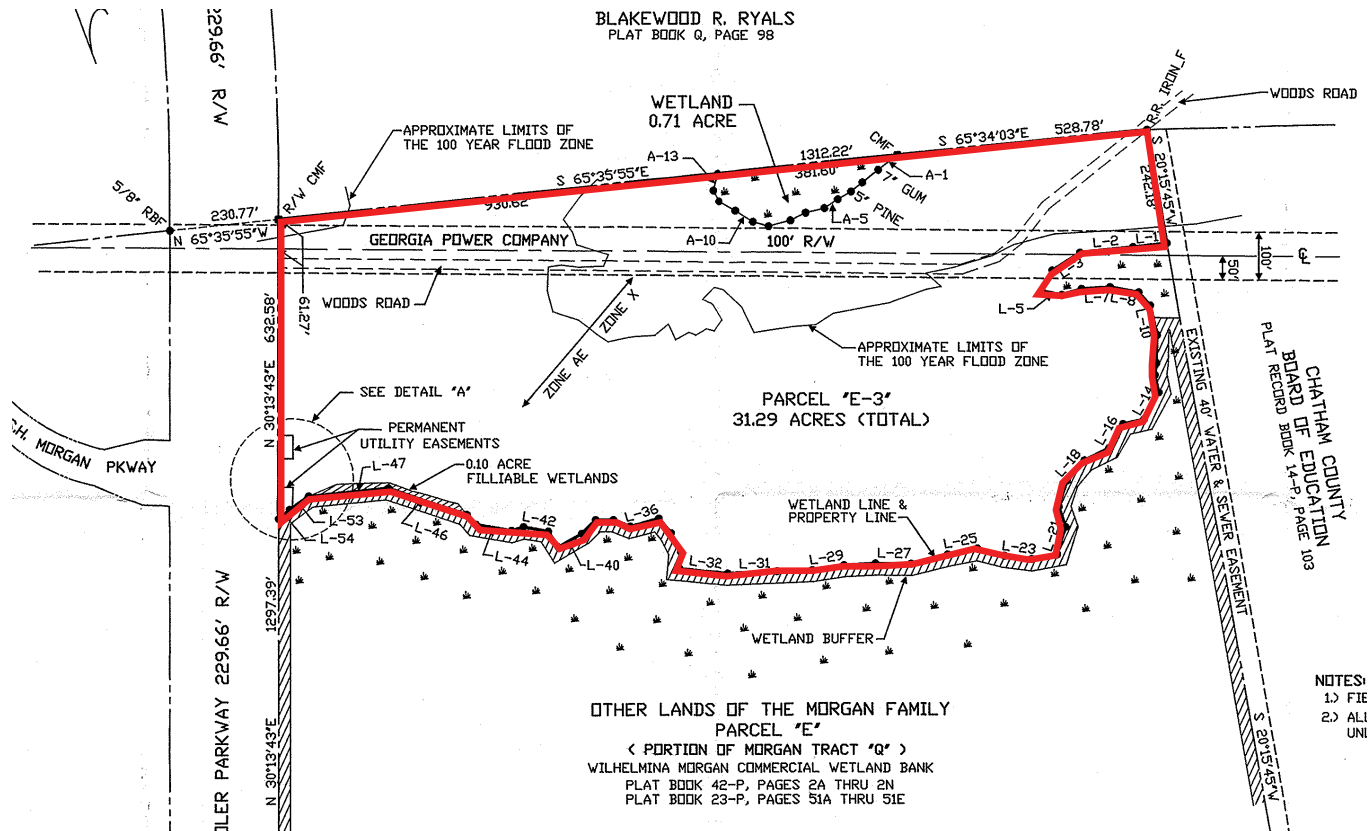 BLAKEWOOD R. RYALS
PLAT BOOK Q, PAGE 98
229.66' R/W
WETLAND
0.71 ACRE
APPROXIMATE LIMITS OF
THE 100 YEAR FLOOD ZONE
WOODS ROAD
R.R. IRON_F
CMF
S 65°34'03"E
528.78'
1312.22'
381.60'
A-13
A-1
7" GUM
S 65°35'55"E
930.62'
5" PINE
A-5
A-10
100' R/W
5/8" RBF
230.77'
R/W CMF
N 65°35'55"W
GEORGIA POWER COMPANY
S 20°15'45"W
242.18'
L-1
L-2
L-3
50'
100'
℄
WOODS ROAD
61.27'
632.58'
N 30°13'43"E
ZONE X
ZONE AE
L-5
L-7
L-8
L-10
APPROXIMATE LIMITS OF
THE 100 YEAR FLOOD ZONE
SEE DETAIL "A"
PARCEL "E-3"
31.29 ACRES (TOTAL)
CHATHAM COUNTY
BOARD OF EDUCATION
PLAT RECORD BOOK 14-P, PAGE 103
EXISTING 40' WATER & SEWER EASEMENT
PERMANENT
UTILITY EASEMENTS
MORGAN PKWAY
L-47
0.10 ACRE
FILLIABLE WETLANDS
L-14
L-16
L-18
L-53
L-54
L-46
L-44
L-42
L-40
L-36
WETLAND LINE &
PROPERTY LINE
L-32
L-31
L-29
L-27
L-25
L-23
WETLAND BUFFER
1297.39'
N 30°13'43"E
PARKWAY 229.66' R/W
S 20°15'45"W
OTHER LANDS OF THE MORGAN FAMILY
PARCEL "E"
( PORTION OF MORGAN TRACT "Q" )
WILHELMINA MORGAN COMMERCIAL WETLAND BANK
PLAT BOOK 42-P, PAGES 2A THRU 2N
PLAT BOOK 23-P, PAGES 51A THRU 51E
NOTES:
1.)
2.)